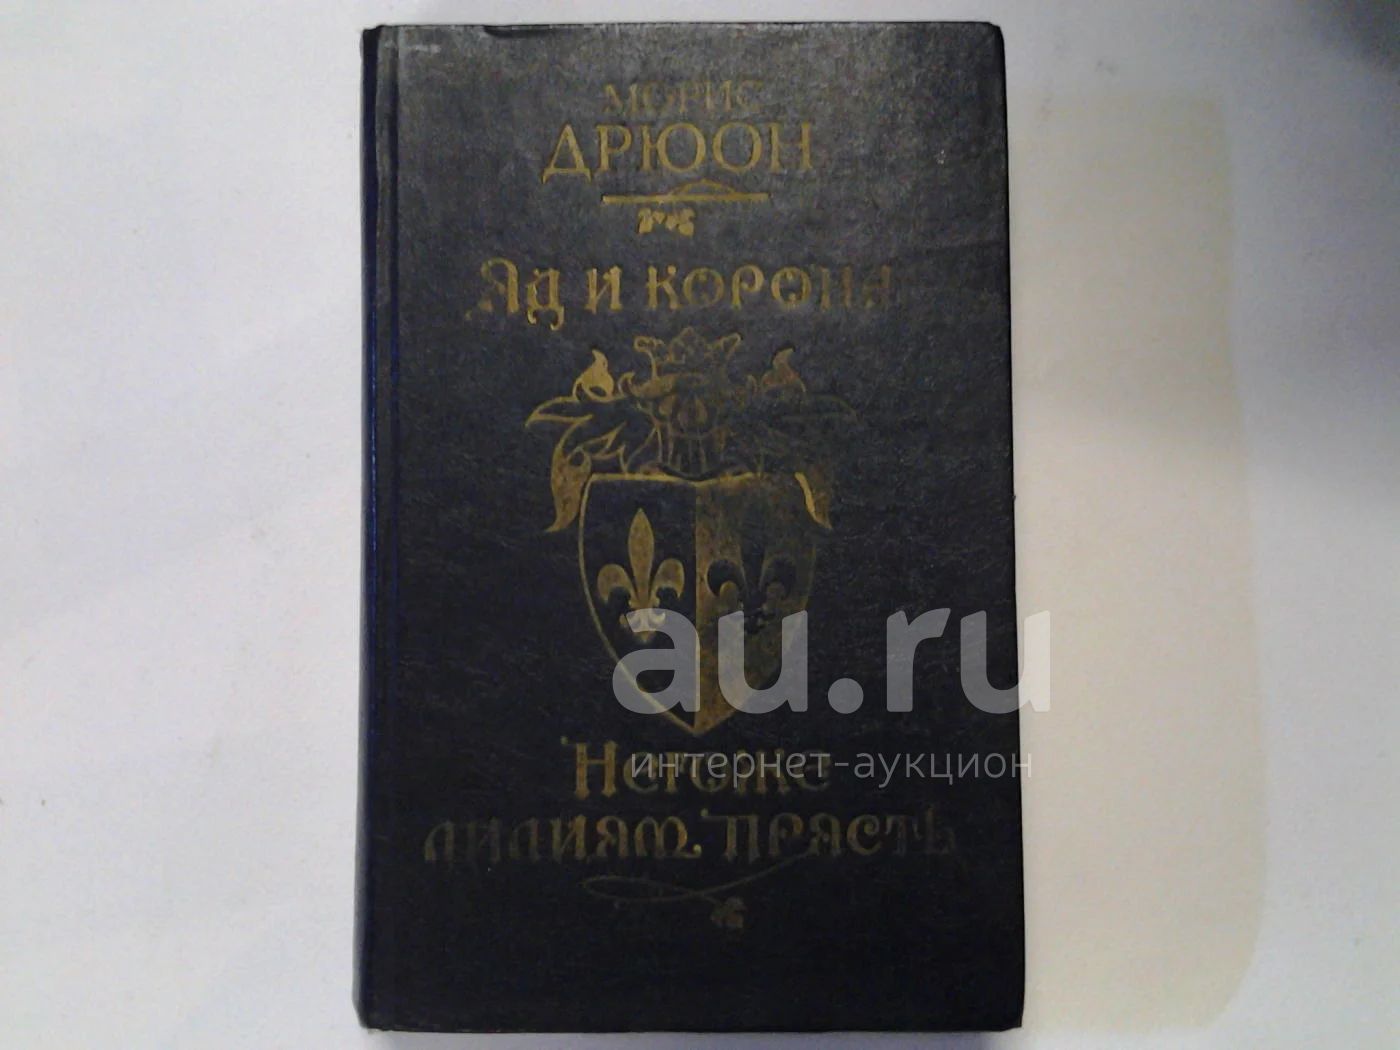 МОРИС
ДРЮОН
ЯД И КОРОНА
au.ru
НЕГОЖЕ
интернет-аукцион
ЛИЛИЯМ ПРЯСТЬ